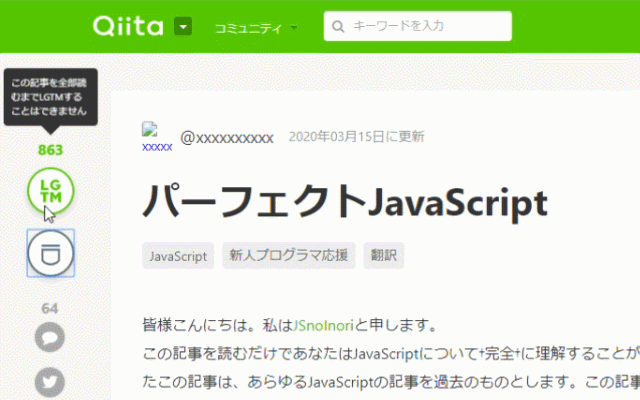 Qiita
コミュニティ
キーワードを入力
この記事を全部読
むまでLGTMする
ことはできません
863
LG
TM
64
@xxxxxxxxxx
2020年03月15日に更新
xxxxx
パーフェクトJavaScript
JavaScript
新人プログラマ応援
翻訳
皆様こんにちは。私はJSnoInoriと申します。
この記事を読むだけであなたはJavaScriptについて†完全†に理解することが
たこの記事は、あらゆるJavaScriptの記事を過去のものとします。この記事